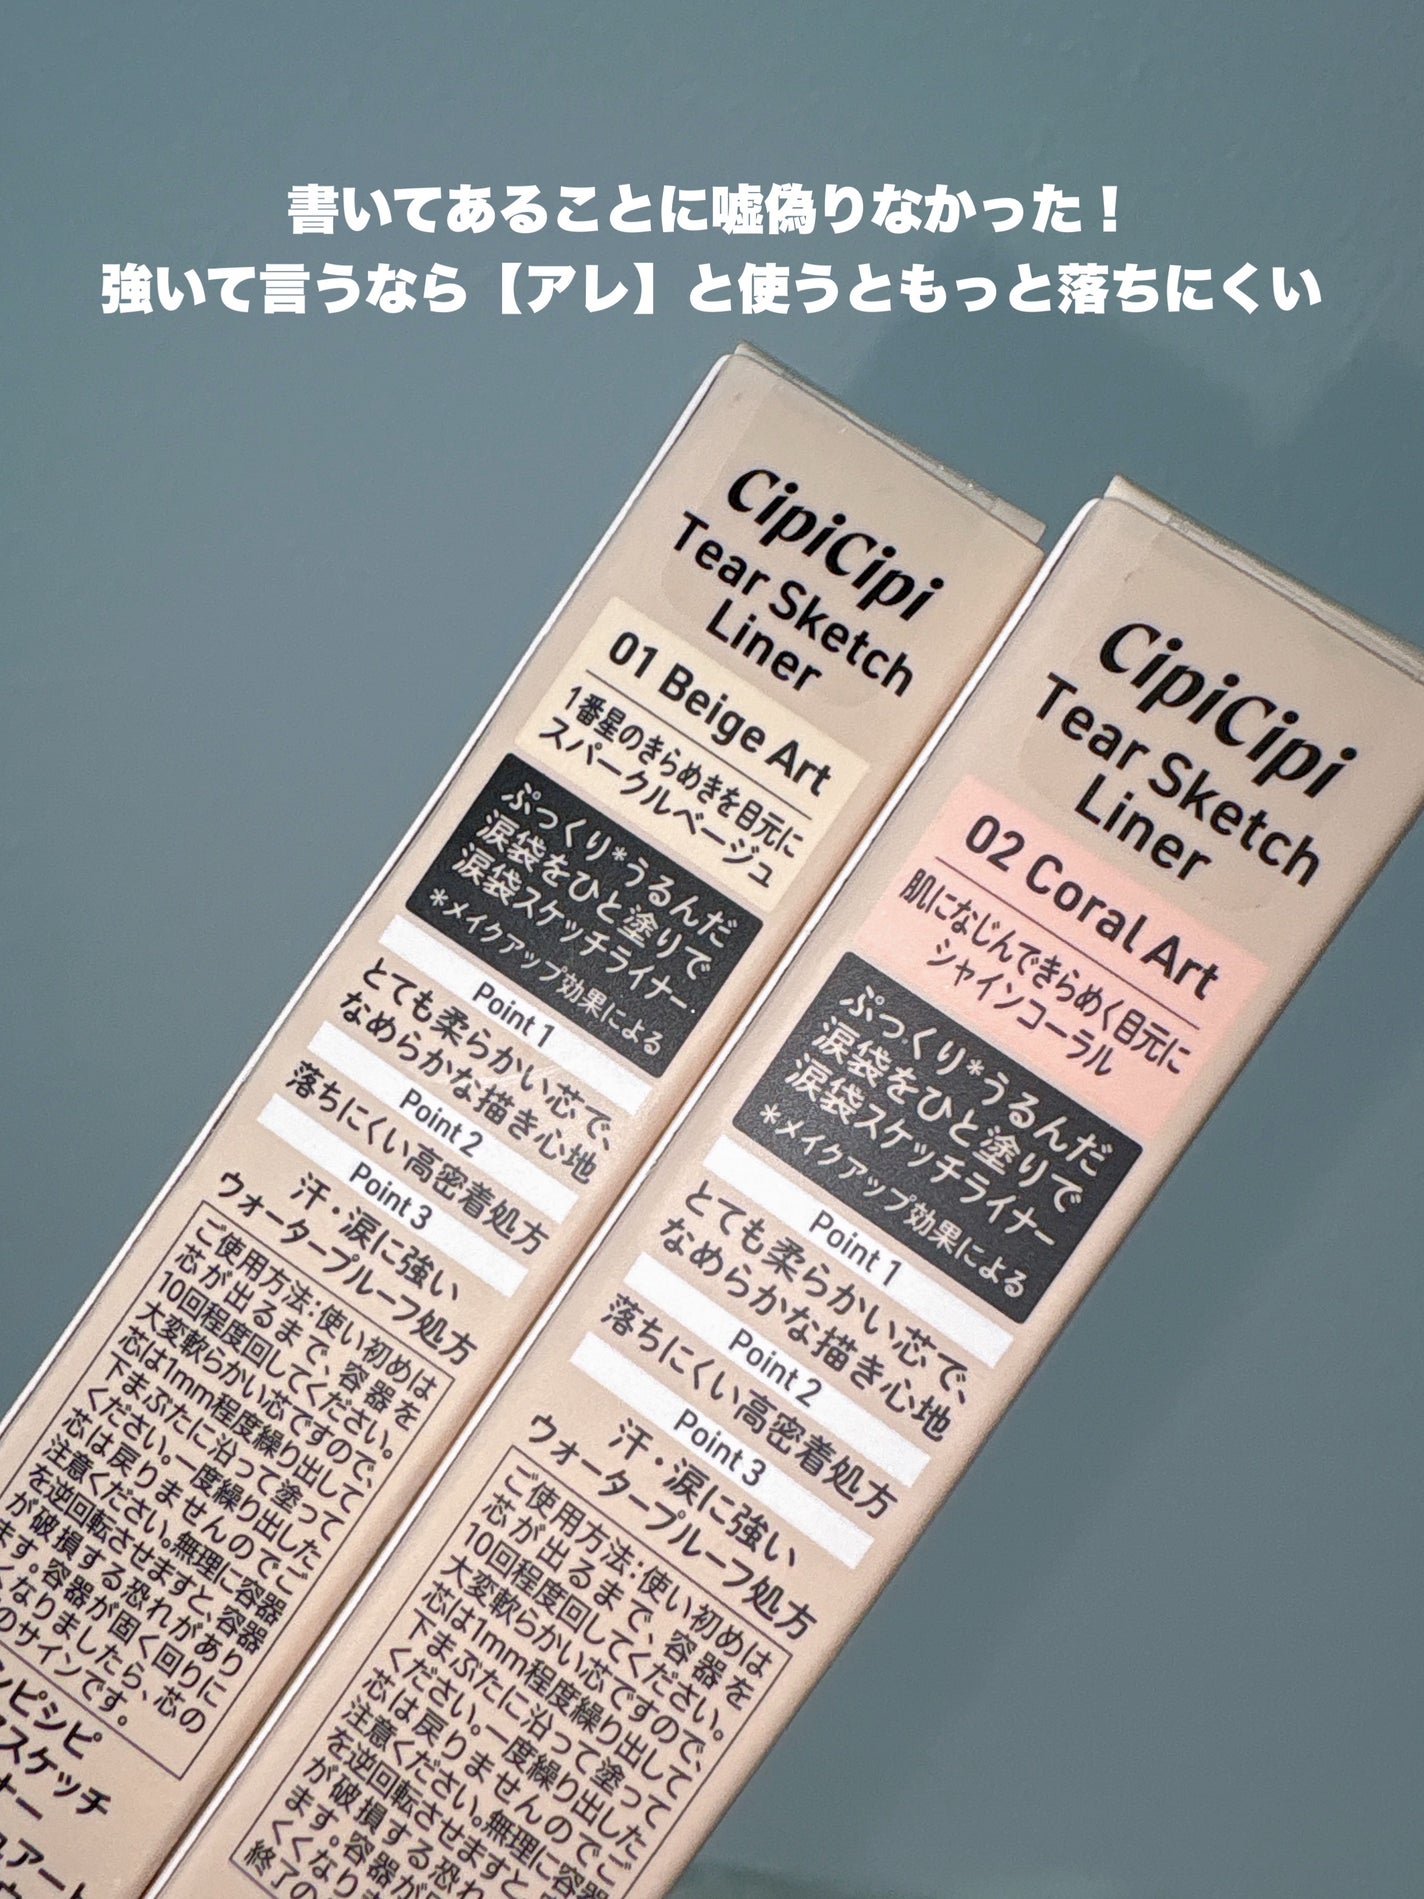 書いてあることに嘘偽りなかった！
強いて言うなら【アレ】と使うともっと落ちにくい
CipiCipi
Tear Sketch
Liner
01 Beige Art
1番星のきらめきを目元に
スパークルベージュ
ぷっくり*うるんだ
涙袋をひと塗りで
涙袋スケッチライナー
*メイクアップ効果による
Point 1
とても柔らかい芯で、
なめらかな描き心地
Point 2
落ちにくい高密着処方
Point 3
汗・涙に強い
ウォータープルーフ処方
ご使用方法:使い初めは
芯が出るまで、容器を
10回程度回してください。
大変軟らかい芯ですので、
芯は1mm程度繰り出して
下まぶたに沿って塗って
ください。一度繰り出した
芯は戻りませんのでご
注意ください。無理に容器
を逆回転させますと、容器
が破損する恐れがあり
ます。容器が固く回りに
くくなりましたら、芯の
のサインです。
シピシピ
スケッチ
ナー
CipiCipi
Tear Sketch
Liner
02 Coral Art
肌になじんできらめく目元に
シャインコーラル
ぷっくり*うるんだ
涙袋をひと塗りで
涙袋スケッチライナー
*メイクアップ効果による
Point 1
とても柔らかい芯で、
なめらかな描き心地
Point 2
落ちにくい高密着処方
Point 3
汗・涙に強い
ウォータープルーフ処方
ご使用方法:使い初めは
芯が出るまで、容器を
10回程度回してください。
大変軟らかい芯ですので、
芯は1mm程度繰り出して
下まぶたに沿って塗って
ください。一度繰り出した
芯は戻りませんのでご
注意ください。無理に容器
を逆回転させますと
が破損する恐れ
ます。容器が
くくなり
終了の